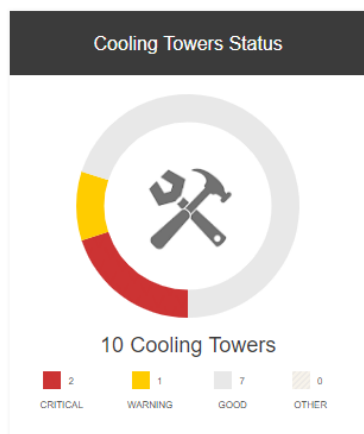 Cooling Towers Status
10 Cooling Towers
2 1 7 0
CRITICAL WARNING GOOD OTHER